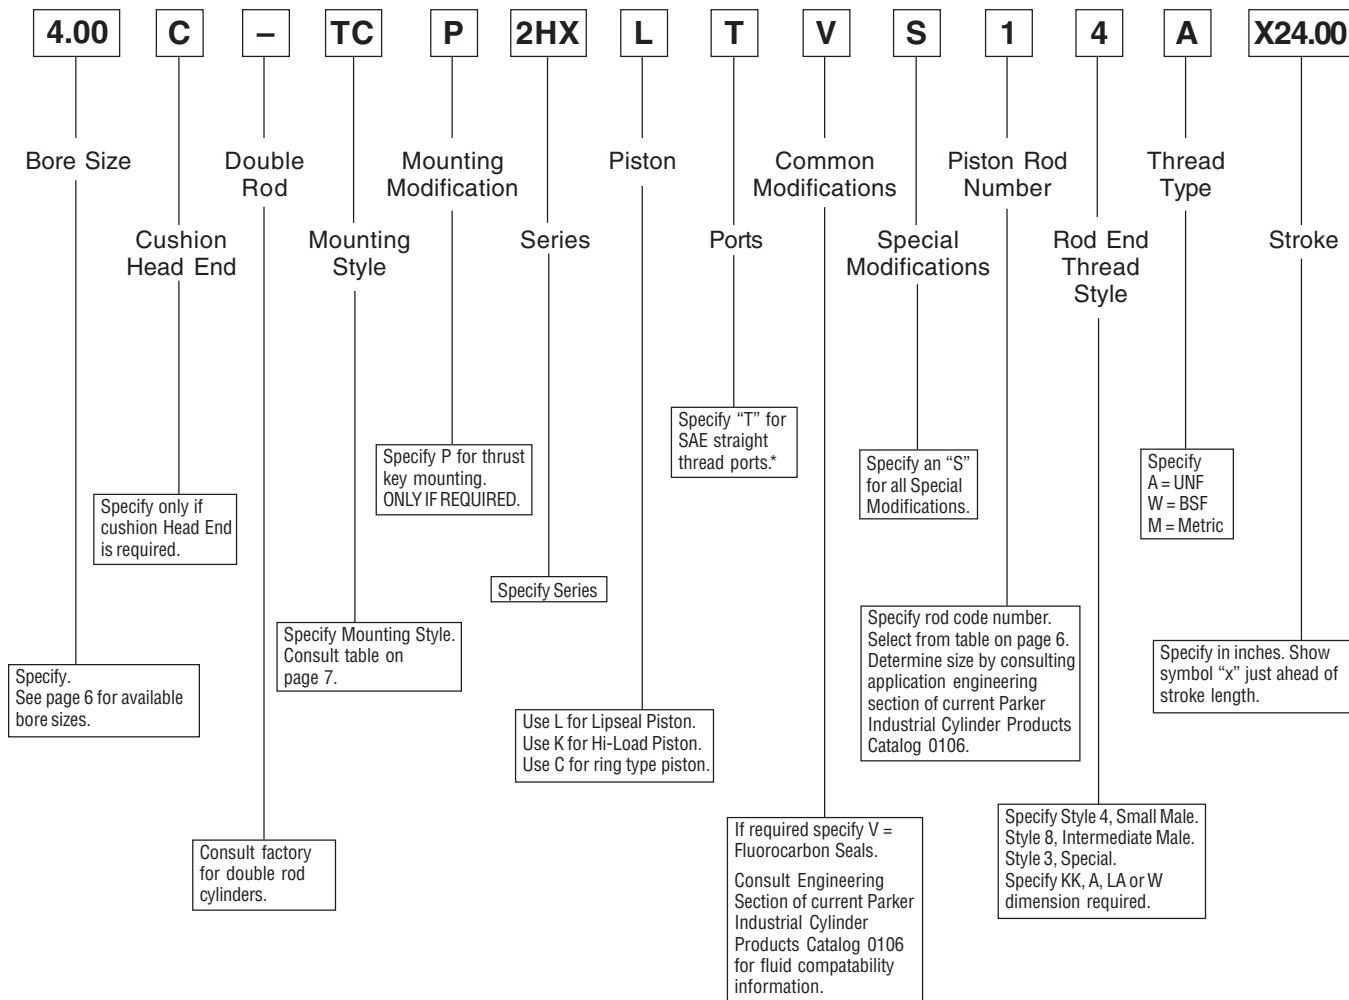 4.00 C – TC P 2HX L T V S 1 4 A X24.00
Bore Size
Double
Rod
Mounting
Modification
Piston
Common
Modifications
Piston Rod
Number
Thread
Type
Cushion
Head End
Mounting
Style
Series
Ports
Special
Modifications
Rod End
Thread
Style
Stroke
Specify “T” for
SAE straight
thread ports.*
Specify P for thrust
key mounting.
ONLY IF REQUIRED.
Specify an “S”
for all Special
Modifications.
Specify
A = UNF
W = BSF
M = Metric
Specify only if
cushion Head End
is required.
Specify Series
Specify rod code number.
Select from table on page 6.
Determine size by consulting
application engineering
section of current Parker
Industrial Cylinder Products
Catalog 0106.
Specify Mounting Style.
Consult table on
page 7.
Specify in inches. Show
symbol “x” just ahead of
stroke length.
Specify.
See page 6 for available
bore sizes.
Use L for Lipseal Piston.
Use K for Hi-Load Piston.
Use C for ring type piston.
Specify Style 4, Small Male.
Style 8, Intermediate Male.
Style 3, Special.
Specify KK, A, LA or W
dimension required.
If required specify V =
Fluorocarbon Seals.
Consult Engineering
Section of current Parker
Industrial Cylinder
Products Catalog 0106
for fluid compatability
information.
Consult factory
for double rod
cylinders.